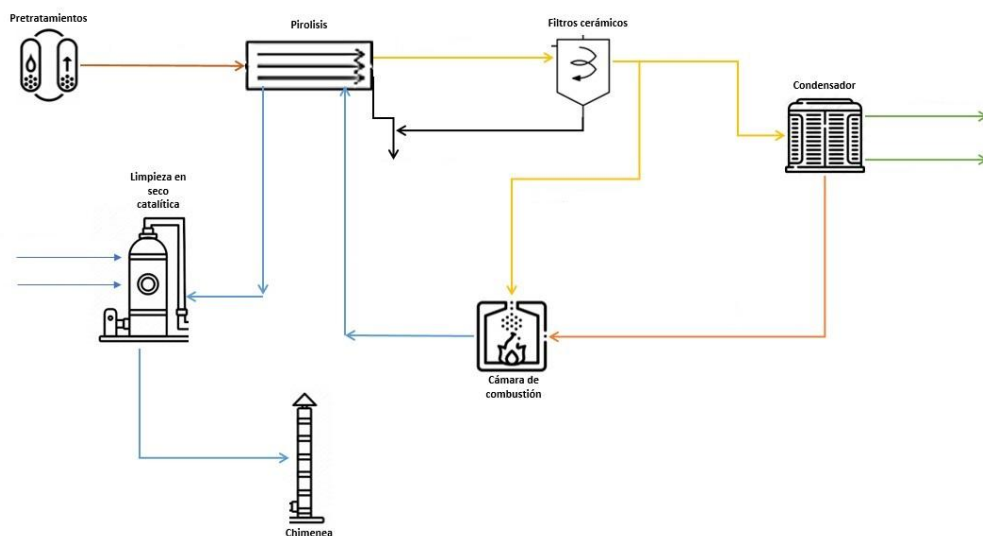 Pretratamientos
Pirolisis
Filtros cerámicos
Condensador
Limpieza en
seco
catalítica
Cámara de
combustión
Chimenea